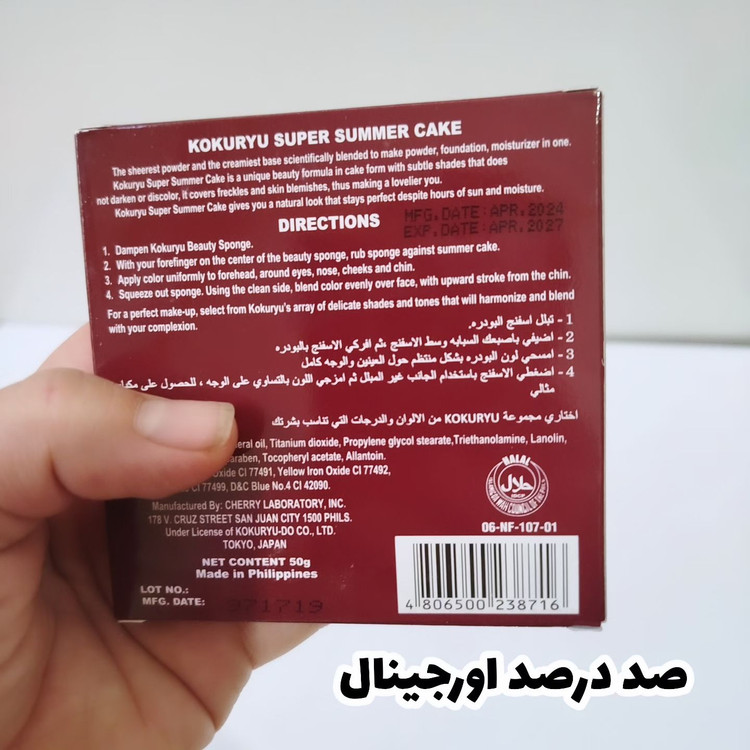 KOKURYU SUPER SUMMER CAKE
The sheerest powder and the creamiest base scientifically blended to make powder, foundation, moisturizer in one.
Kokuryu Super Summer Cake is a unique beauty formula in cake form with subtle shades that does
not darken or discolor, it covers freckles and skin blemishes, thus making a lovelier you.
Kokuryu Super Summer Cake gives you a natural look that stays perfect despite hours of sun and moisture.
DIRECTIONS
MFG.DATE:APR.2024
EXP.DATE:APR.2027
1. Dampen Kokuryu Beauty Sponge.
2. With your forefinger on the center of the beauty sponge, rub sponge against summer cake.
3. Apply color uniformly to forehead, around eyes, nose, cheeks and chin.
4. Squeeze out sponge. Using the clean side, blend color evenly over face, with upward stroke from the chin.
For a perfect make-up, select from Kokuryu's array of delicate shades and tones that will harmonize and blend
with your complexion.
1 - تبلل اسفنج البودره.
2 - اضيفي باصبعك السبابه وسط الاسفنج ،ثم افركي الاسفنج بالبودره
3 - امسحي لون البودره بشكل منتظم حول العينين والوجه كامل
4 - اضغطي الاسفنج باستخدام الجانب غير المبلل ثم امزجي اللون بالتساوي على الوجه ، للحصول على
مثالي
اختاري مجموعة KOKURYU من الالوان والدرجات التي تناسب بشرتك
eral oil, Titanium dioxide, Propylene glycol stearate,Triethanolamine, Lanolin,
araben, Tocopheryl acetate, Allantoin.
Oxide CI 77491, Yellow Iron Oxide CI 77492,
CI 77499, D&C Blue No.4 CI 42090.
HALAL
حلال
IDCP
06-NF-107-01
Manufactured By: CHERRY LABORATORY, INC.
178 V. CRUZ STREET SAN JUAN CITY 1500 PHILS.
Under License of KOKURYU-DO CO., LTD.
TOKYO, JAPAN
NET CONTENT 50g
Made in Philippines
LOT NO.:
MFG. DATE: 071719
4 806500 238716
صد درصد اورجینال